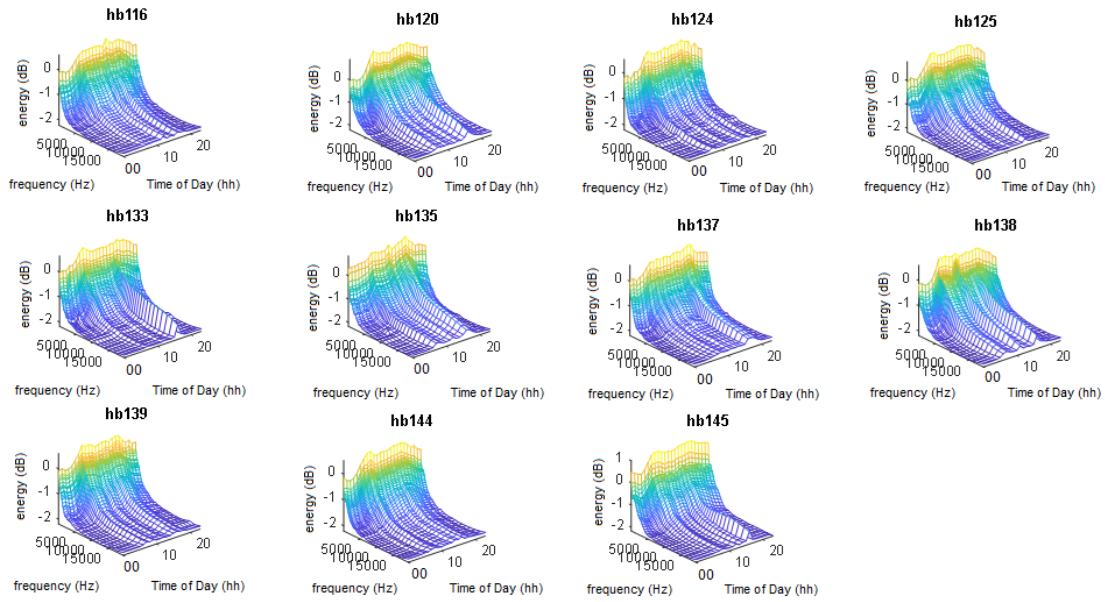 hb116
hb120
hb124
hb125
energy (dB)
0
-1
-2
5000
10000
15000
00
10
20
frequency (Hz)
Time of Day (hh)
energy (dB)
0
-1
-2
5000
10000
15000
00
10
20
frequency (Hz)
Time of Day (hh)
energy (dB)
0
-1
-2
5000
10000
15000
00
10
20
frequency (Hz)
Time of Day (hh)
energy (dB)
0
-1
-2
5000
10000
15000
00
10
20
frequency (Hz)
Time of Day (hh)
hb133
hb135
hb137
hb138
energy (dB)
0
-1
-2
5000
10000
15000
00
10
20
frequency (Hz)
Time of Day (hh)
energy (dB)
0
-1
-2
5000
10000
15000
00
10
20
frequency (Hz)
Time of Day (hh)
energy (dB)
0
-1
-2
5000
10000
15000
00
10
20
frequency (Hz)
Time of Day (hh)
energy (dB)
0
-1
-2
5000
10000
15000
00
10
20
frequency (Hz)
Time of Day (hh)
hb139
hb144
hb145
energy (dB)
0
-1
-2
5000
10000
15000
00
10
20
frequency (Hz)
Time of Day (hh)
energy (dB)
0
-1
-2
5000
10000
15000
00
10
20
frequency (Hz)
Time of Day (hh)
energy (dB)
1
0
-1
-2
5000
10000
15000
00
10
20
frequency (Hz)
Time of Day (hh)